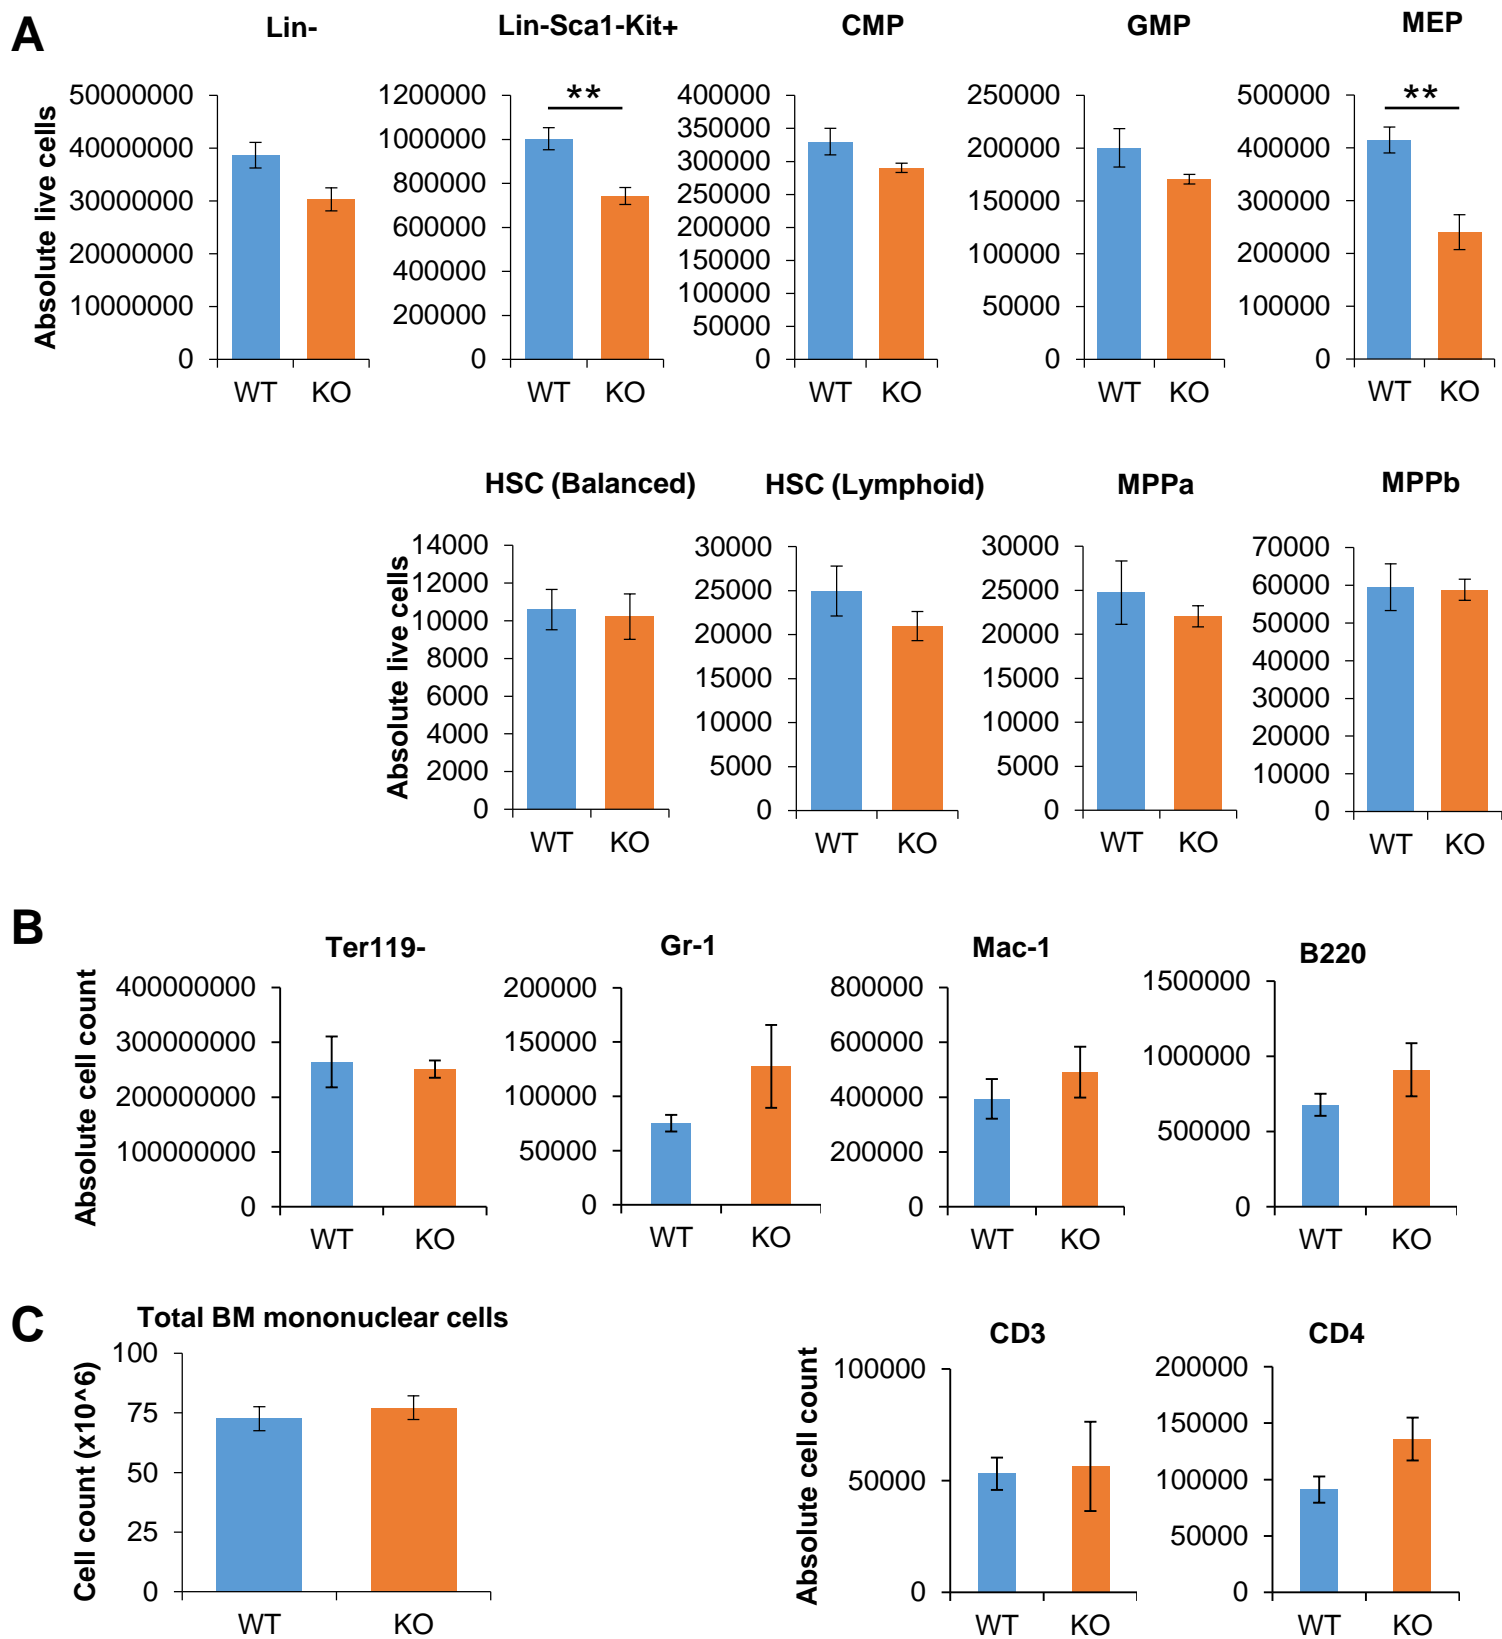 A
Lin-
Lin-Sca1-Kit+
CMP
GMP
MEP
Absolute live cells
50000000
40000000
30000000
20000000
10000000
0
WT KO
**
1200000
1000000
800000
600000
400000
200000
0
WT KO
400000
350000
300000
250000
200000
150000
100000
50000
0
WT KO
250000
200000
150000
100000
50000
0
WT KO
**
500000
400000
300000
200000
100000
0
WT KO
HSC (Balanced)
HSC (Lymphoid)
MPPa
MPPb
Absolute live cells
14000
12000
10000
8000
6000
4000
2000
0
WT KO
30000
25000
20000
15000
10000
5000
0
WT KO
30000
25000
20000
15000
10000
5000
0
WT KO
70000
60000
50000
40000
30000
20000
10000
0
WT KO
B
Ter119-
Gr-1
Mac-1
B220
Absolute cell count
400000000
300000000
200000000
100000000
0
WT KO
200000
150000
100000
50000
0
WT KO
800000
600000
400000
200000
0
WT KO
1500000
1000000
500000
0
WT KO
C
Total BM mononuclear cells
Cell count (x10^6)
100
75
50
25
0
WT KO
CD3
CD4
Absolute cell count
100000
50000
0
WT KO
200000
150000
100000
50000
0
WT KO